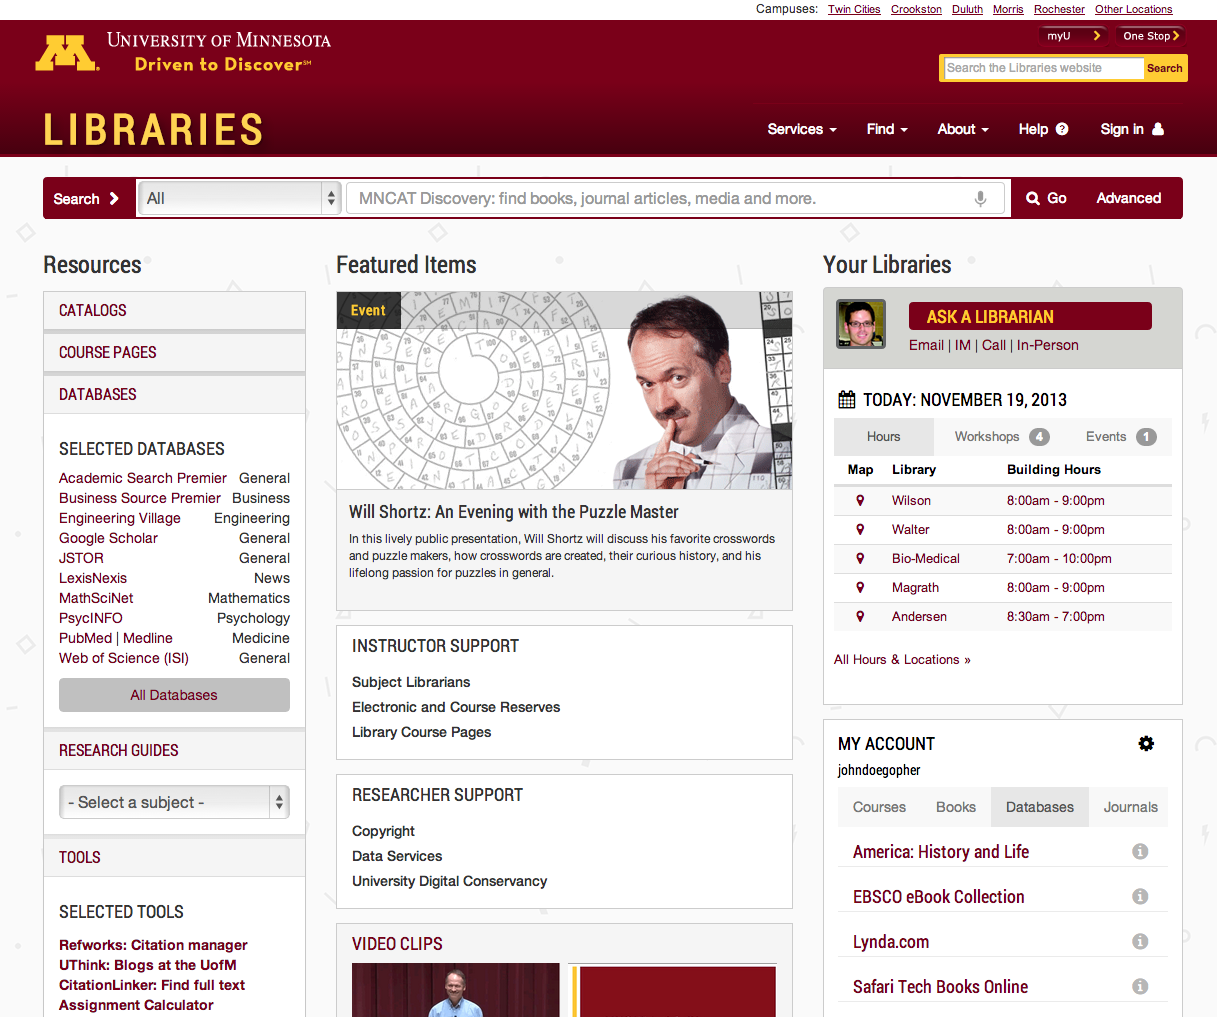 Campuses: Twin Cities Crookston Duluth Morris Rochester Other Locations
UNIVERSITY OF MINNESOTA
Driven to Discover℠
myU One Stop
Search the Libraries website Search
LIBRARIES
Services Find About Help ? Sign in
Search All MNCAT Discovery: find books, journal articles, media and more. Go Advanced
Resources
CATALOGS
COURSE PAGES
DATABASES
SELECTED DATABASES
Academic Search Premier General
Business Source Premier Business
Engineering Village Engineering
Google Scholar General
JSTOR General
LexisNexis News
MathSciNet Mathematics
PsycINFO Psychology
PubMed | Medline Medicine
Web of Science (ISI) General
All Databases
RESEARCH GUIDES
- Select a subject -
TOOLS
SELECTED TOOLS
Refworks: Citation manager
UThink: Blogs at the UofM
CitationLinker: Find full text
Assignment Calculator
Featured Items
Event
Will Shortz: An Evening with the Puzzle Master
In this lively public presentation, Will Shortz will discuss his favorite crosswords
and puzzle makers, how crosswords are created, their curious history, and his
lifelong passion for puzzles in general.
INSTRUCTOR SUPPORT
Subject Librarians
Electronic and Course Reserves
Library Course Pages
RESEARCHER SUPPORT
Copyright
Data Services
University Digital Conservancy
VIDEO CLIPS
Your Libraries
ASK A LIBRARIAN
Email | IM | Call | In-Person
TODAY: NOVEMBER 19, 2013
Hours Workshops 4 Events 1
Map Library Building Hours
Wilson 8:00am - 9:00pm
Walter 8:00am - 9:00pm
Bio-Medical 7:00am - 10:00pm
Magrath 8:00am - 9:00pm
Andersen 8:30am - 7:00pm
All Hours & Locations »
MY ACCOUNT
johndoegopher
Courses Books Databases Journals
America: History and Life
EBSCO eBook Collection
Lynda.com
Safari Tech Books Online